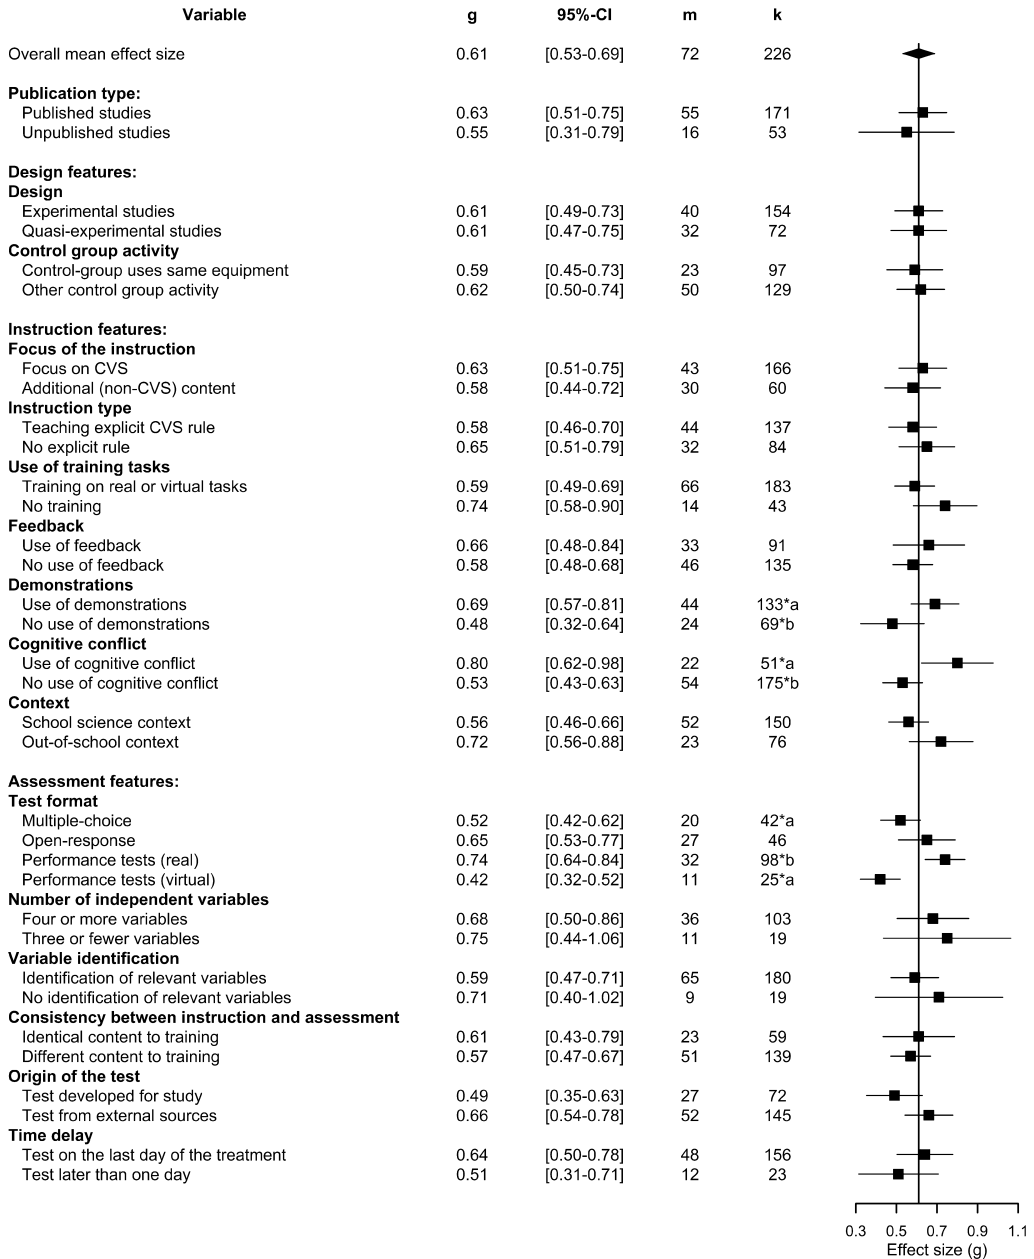 Variable g 95%-CI m k
Overall mean effect size 0.61 [0.53-0.69] 72 226
Publication type:
Published studies 0.63 [0.51-0.75] 55 171
Unpublished studies 0.55 [0.31-0.79] 16 53
Design features:
Design
Experimental studies 0.61 [0.49-0.73] 40 154
Quasi-experimental studies 0.61 [0.47-0.75] 32 72
Control group activity
Control-group uses same equipment 0.59 [0.45-0.73] 23 97
Other control group activity 0.62 [0.50-0.74] 50 129
Instruction features:
Focus of the instruction
Focus on CVS 0.63 [0.51-0.75] 43 166
Additional (non-CVS) content 0.58 [0.44-0.72] 30 60
Instruction type
Teaching explicit CVS rule 0.58 [0.46-0.70] 44 137
No explicit rule 0.65 [0.51-0.79] 32 84
Use of training tasks
Training on real or virtual tasks 0.59 [0.49-0.69] 66 183
No training 0.74 [0.58-0.90] 14 43
Feedback
Use of feedback 0.66 [0.48-0.84] 33 91
No use of feedback 0.58 [0.48-0.68] 46 135
Demonstrations
Use of demonstrations 0.69 [0.57-0.81] 44 133*a
No use of demonstrations 0.48 [0.32-0.64] 24 69*b
Cognitive conflict
Use of cognitive conflict 0.80 [0.62-0.98] 22 51*a
No use of cognitive conflict 0.53 [0.43-0.63] 54 175*b
Context
School science context 0.56 [0.46-0.66] 52 150
Out-of-school context 0.72 [0.56-0.88] 23 76
Assessment features:
Test format
Multiple-choice 0.52 [0.42-0.62] 20 42*a
Open-response 0.65 [0.53-0.77] 27 46
Performance tests (real) 0.74 [0.64-0.84] 32 98*b
Performance tests (virtual) 0.42 [0.32-0.52] 11 25*a
Number of independent variables
Four or more variables 0.68 [0.50-0.86] 36 103
Three or fewer variables 0.75 [0.44-1.06] 11 19
Variable identification
Identification of relevant variables 0.59 [0.47-0.71] 65 180
No identification of relevant variables 0.71 [0.40-1.02] 9 19
Consistency between instruction and assessment
Identical content to training 0.61 [0.43-0.79] 23 59
Different content to training 0.57 [0.47-0.67] 51 139
Origin of the test
Test developed for study 0.49 [0.35-0.63] 27 72
Test from external sources 0.66 [0.54-0.78] 52 145
Time delay
Test on the last day of the treatment 0.64 [0.50-0.78] 48 156
Test later than one day 0.51 [0.31-0.71] 12 23
0.3 0.5 0.7 0.9 1.1
Effect size (g)